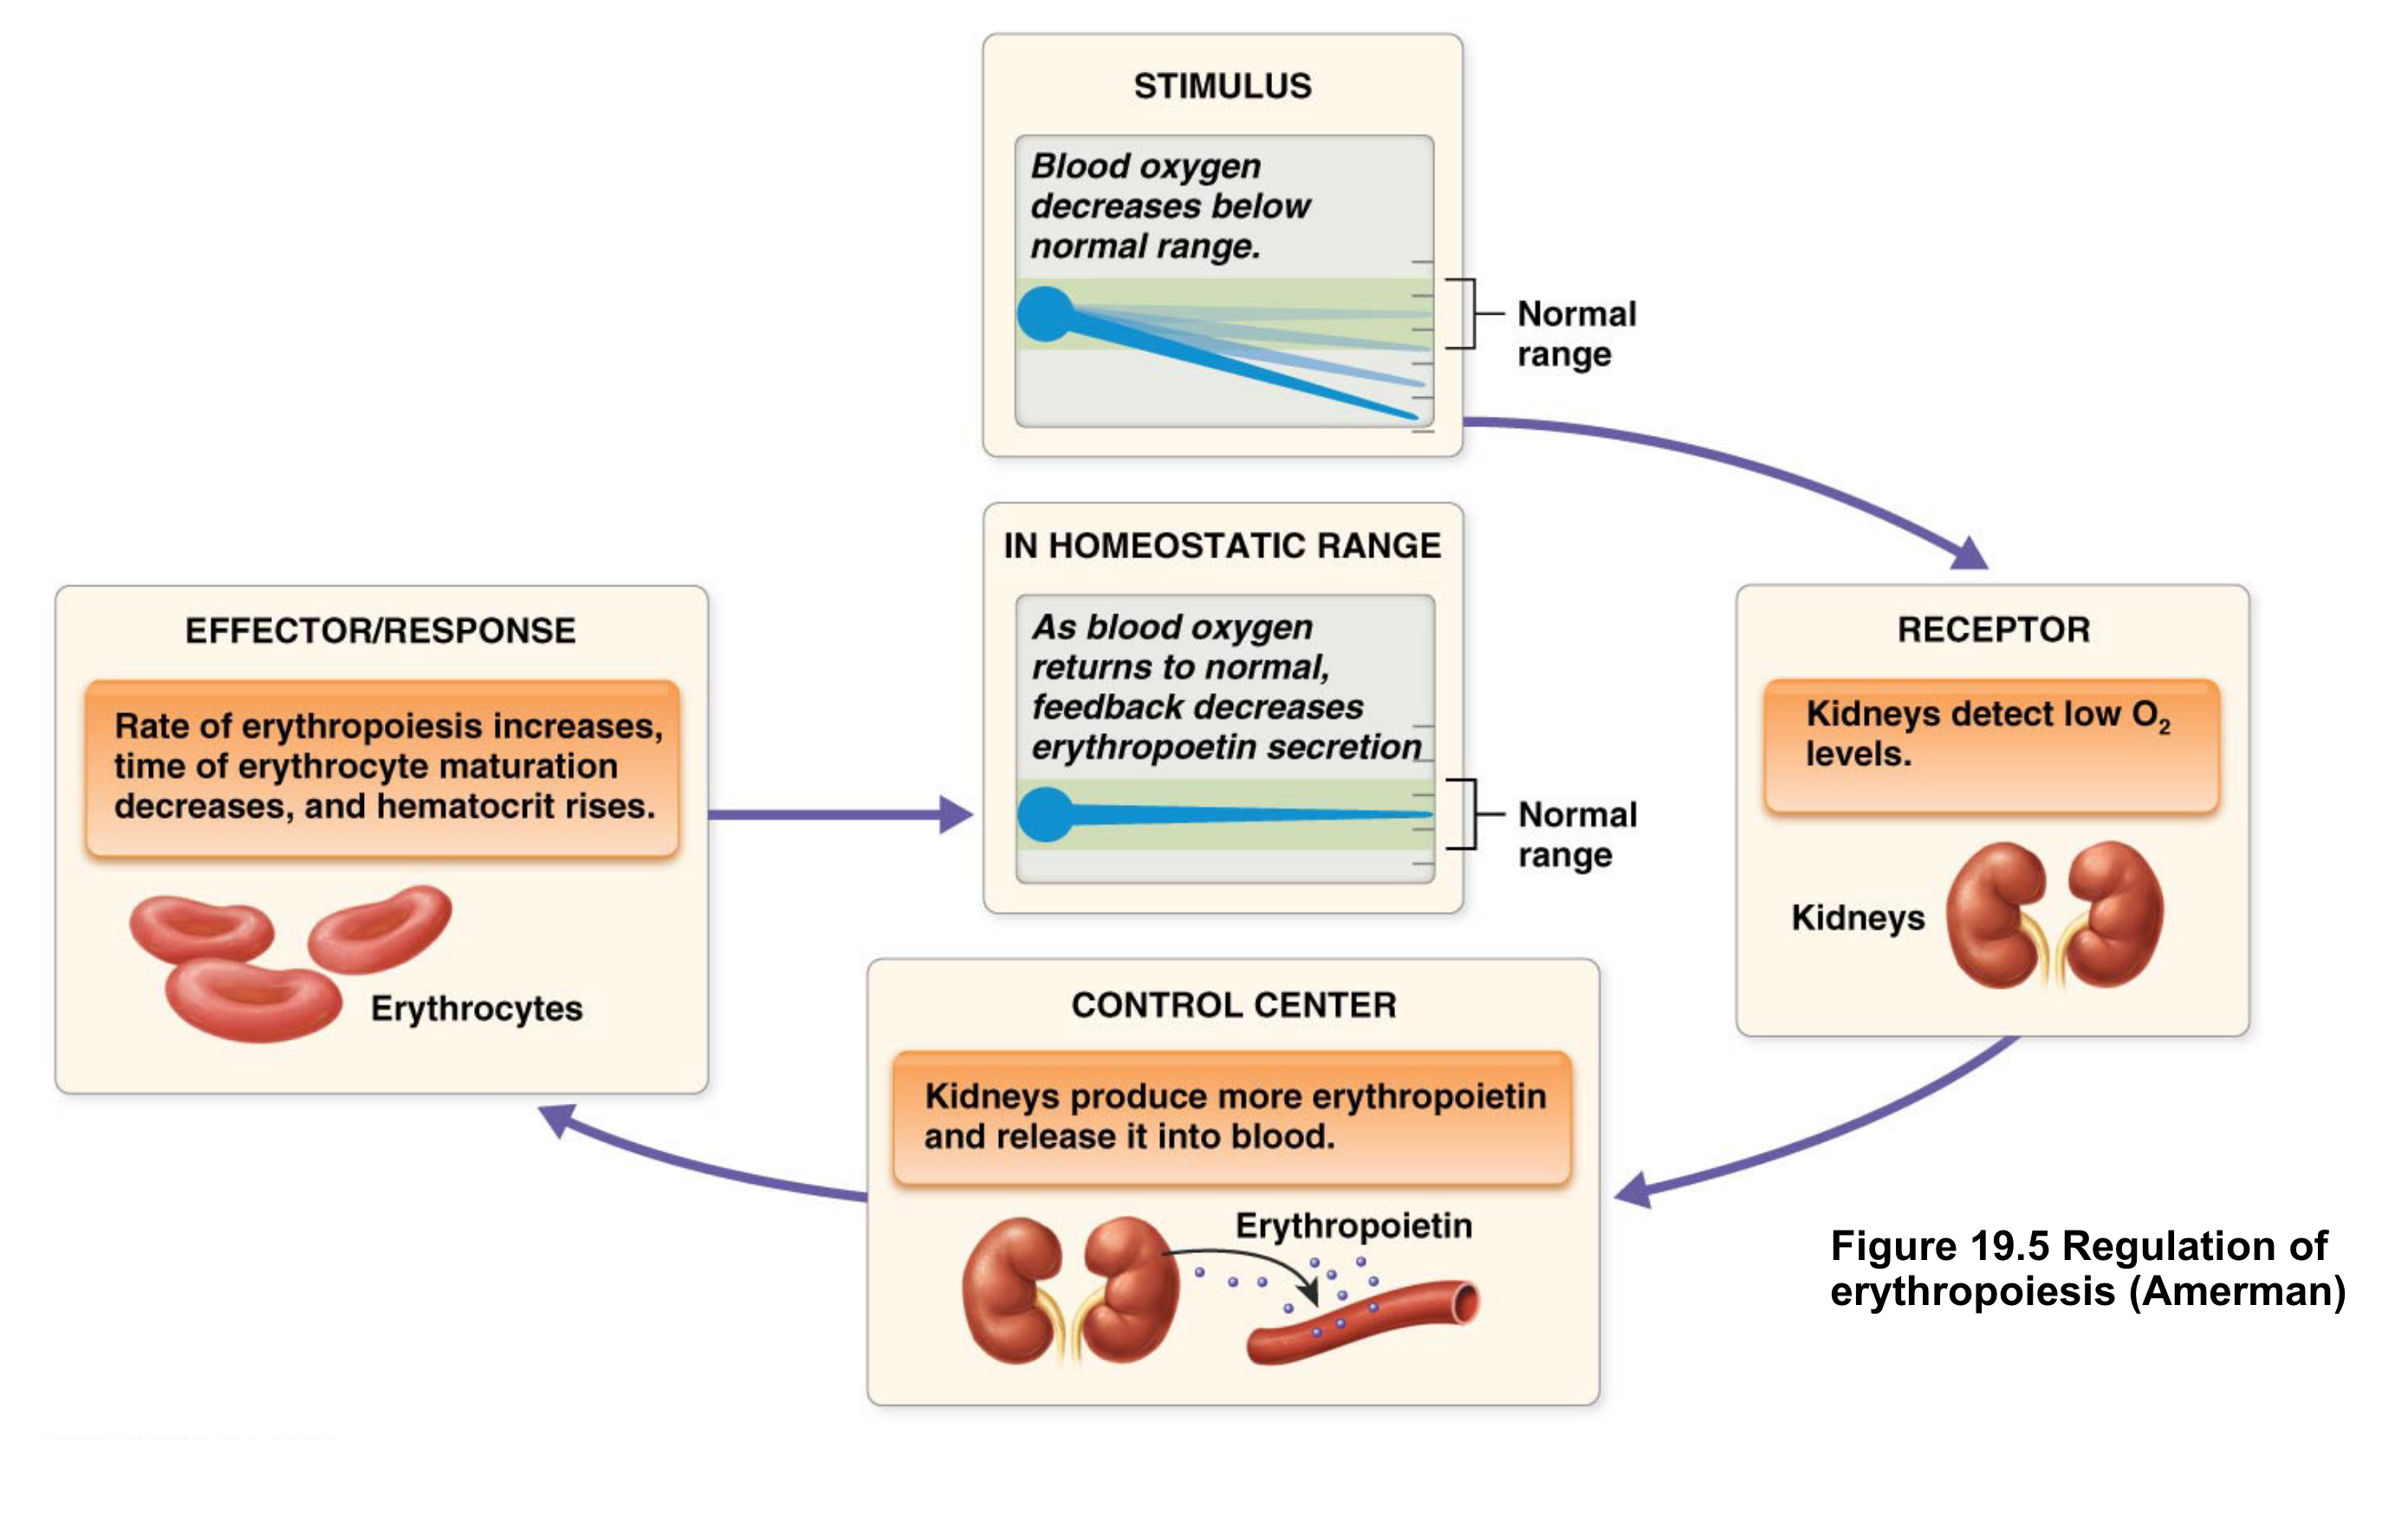 STIMULUS
Blood oxygen
decreases below
normal range.
Normal
range
IN HOMEOSTATIC RANGE
As blood oxygen
returns to normal,
feedback decreases
erythropoetin secretion
Normal
range
EFFECTOR/RESPONSE
Rate of erythropoiesis increases,
time of erythrocyte maturation
decreases, and hematocrit rises.
Erythrocytes
RECEPTOR
Kidneys detect low O₂
levels.
Kidneys
CONTROL CENTER
Kidneys produce more erythropoietin
and release it into blood.
Erythropoietin
Figure 19.5 Regulation of
erythropoiesis (Amerman)